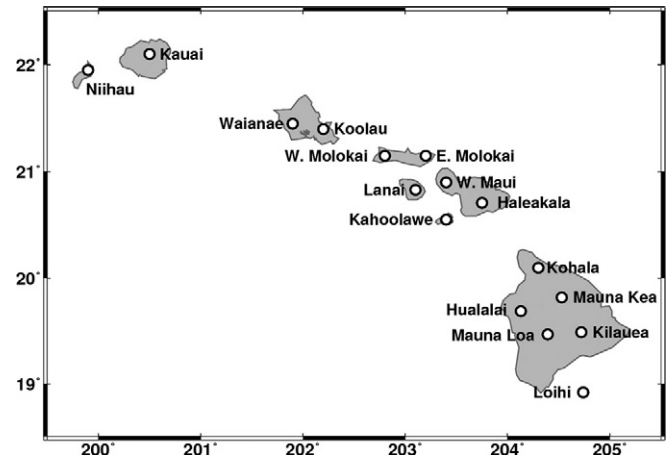 22°
21°
20°
19°
Kauai
Niihau
Waianae
Koolau
W. Molokai
E. Molokai
Lanai
W. Maui
Haleakala
Kahoolawe
Kohala
Mauna Kea
Hualalai
Mauna Loa
Kilauea
Loihi
200°
201°
202°
203°
204°
205°